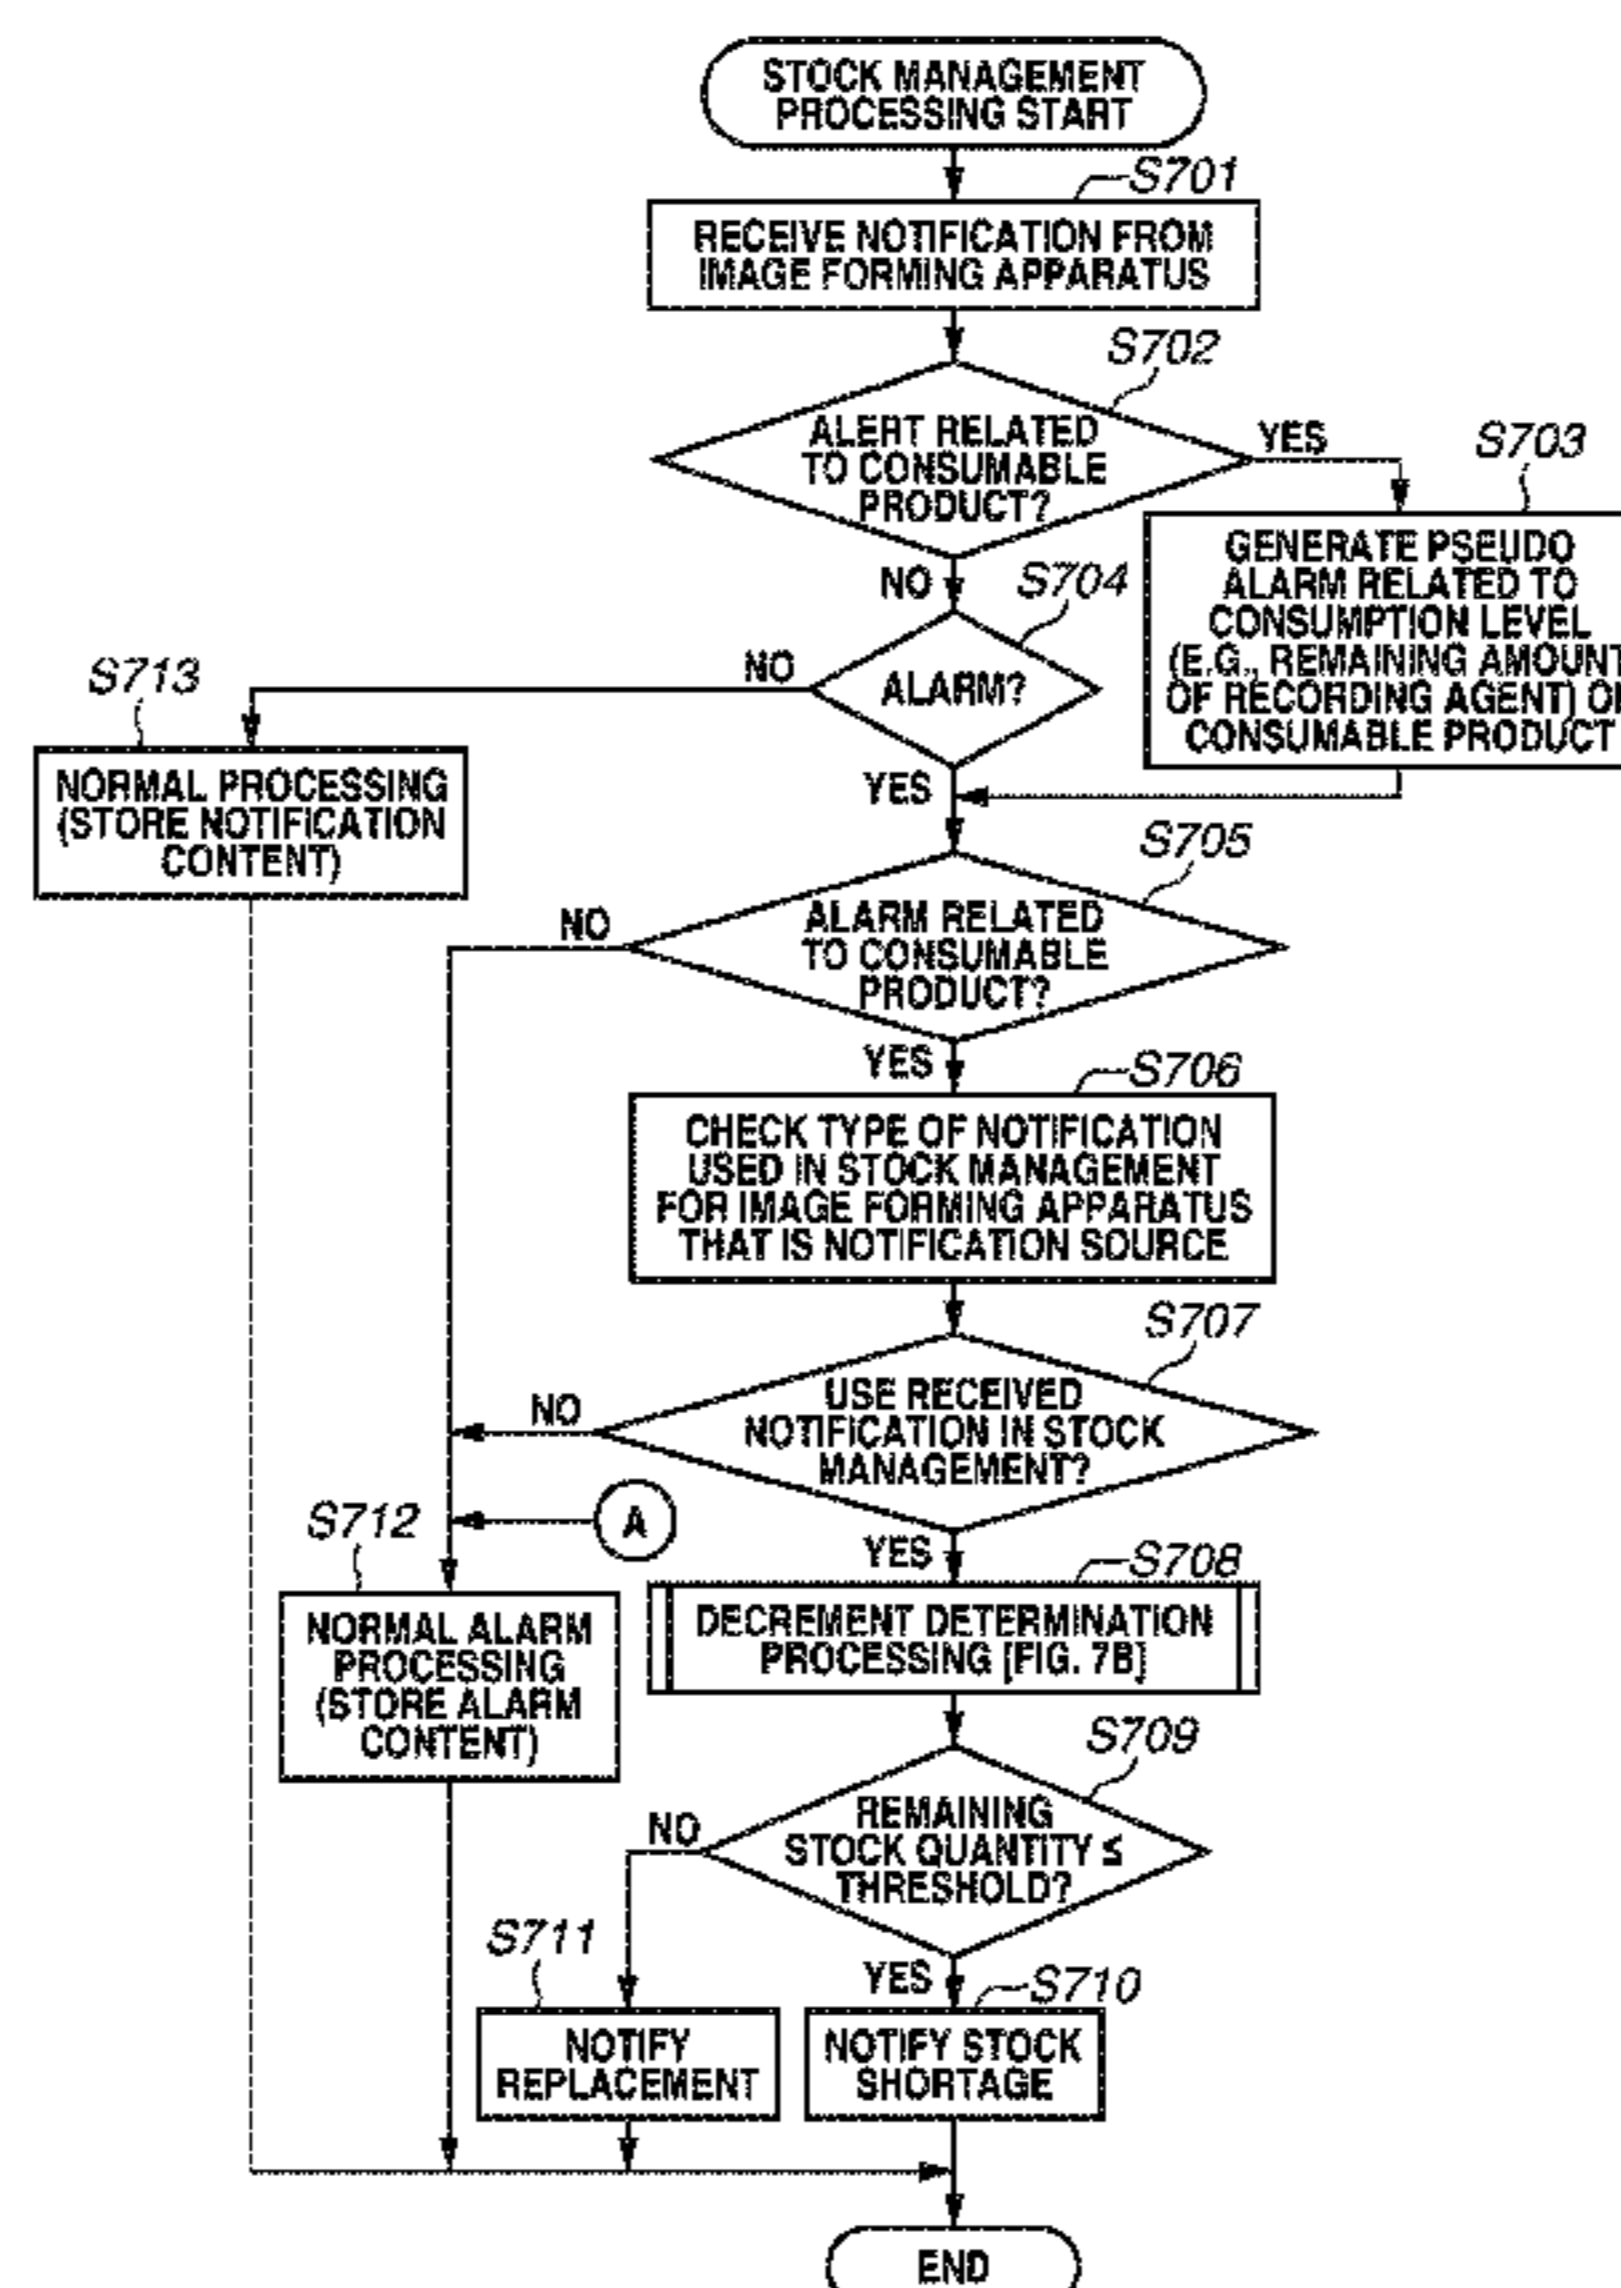 STOCK MANAGEMENT
PROCESSING START
S701
RECEIVE NOTIFICATION FROM
IMAGE FORMING APPARATUS
S702
ALERT RELATED
TO CONSUMABLE
PRODUCT?
YES
S703
GENERATE PSEUDO
ALARM RELATED TO
CONSUMPTION LEVEL
(E.G., REMAINING AMOUNT
OF RECORDING AGENT)
CONSUMABLE PRODUCT
NO
S704
ALARM?
NO
S713
NORMAL PROCESSING
(STORE NOTIFICATION
CONTENT)
YES
S705
ALARM RELATED
TO CONSUMABLE
PRODUCT?
NO
YES
S706
CHECK TYPE OF NOTIFICATION
USED IN STOCK MANAGEMENT
FOR IMAGE FORMING APPARATUS
THAT IS NOTIFICATION SOURCE
S707
USE RECEIVED
NOTIFICATION IN STOCK
MANAGEMENT?
NO
A
S712
NORMAL ALARM
PROCESSING
(STORE ALARM
CONTENT)
YES
S708
DECREMENT DETERMINATION
PROCESSING [FIG. 7B]
S709
REMAINING
STOCK QUANTITY ≤
THRESHOLD?
NO
S711
NOTIFY
REPLACEMENT
YES
S710
NOTIFY STOCK
SHORTAGE
END